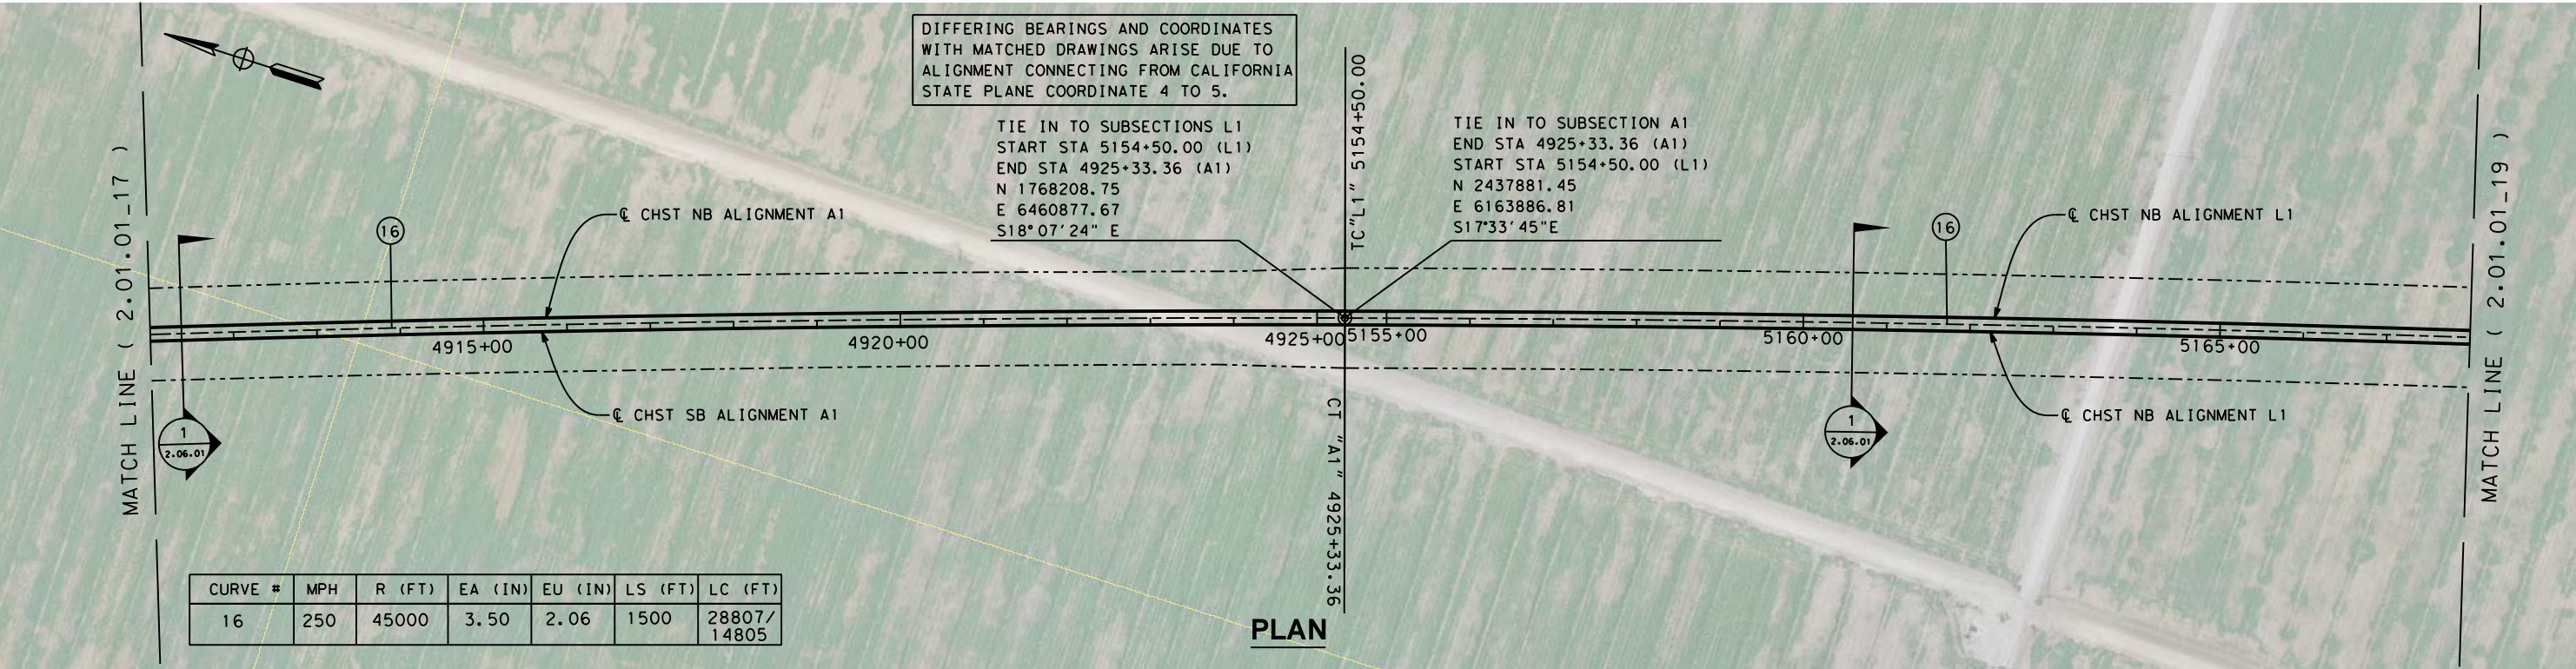 DIFFERING BEARINGS AND COORDINATES
WITH MATCHED DRAWINGS ARISE DUE TO
ALIGNMENT CONNECTING FROM CALIFORNIA
STATE PLANE COORDINATE 4 TO 5.
TIE IN TO SUBSECTIONS L1
START STA 5154+50.00 (L1)
END STA 4925+33.36 (A1)
N 1768208.75
E 6460877.67
S18°07'24" E
TC "L1" 5154+50.00
TIE IN TO SUBSECTION A1
END STA 4925+33.36 (A1)
START STA 5154+50.00 (L1)
N 2437881.45
E 6163886.81
S17°33'45"E
MATCH LINE ( 2.01.01_17 )
16
℄ CHST NB ALIGNMENT A1
16
℄ CHST NB ALIGNMENT L1
MATCH LINE ( 2.01.01_19 )
4915+00
4920+00
4925+00
5155+00
5160+00
5165+00
℄ CHST SB ALIGNMENT A1
℄ CHST NB ALIGNMENT L1
1
2.06.01
1
2.06.01
CT "A1" 4925+33.36
CURVE # MPH R (FT) EA (IN) EU (IN) LS (FT) LC (FT)
16 250 45000 3.50 2.06 1500 28807/
14805
PLAN